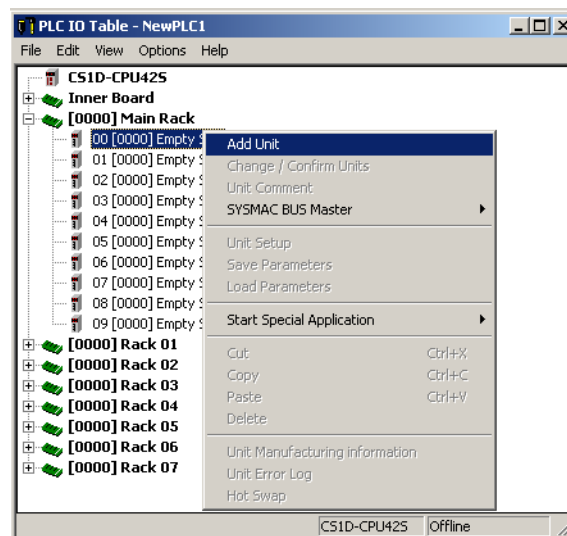 PLC IO Table - NewPLC1
File Edit View Options Help
CS1D-CPU42S
Inner Board
[0000] Main Rack
00 [0000] Empty S
01 [0000] Empty S
02 [0000] Empty S
03 [0000] Empty S
04 [0000] Empty S
05 [0000] Empty S
06 [0000] Empty S
07 [0000] Empty S
08 [0000] Empty S
09 [0000] Empty S
[0000] Rack 01
[0000] Rack 02
[0000] Rack 03
[0000] Rack 04
[0000] Rack 05
[0000] Rack 06
[0000] Rack 07
Add Unit
Change / Confirm Units
Unit Comment
SYSMAC BUS Master
Unit Setup
Save Parameters
Load Parameters
Start Special Application
Cut Ctrl+X
Copy Ctrl+C
Paste Ctrl+V
Delete
Unit Manufacturing information
Unit Error Log
Hot Swap
CS1D-CPU42S Offline